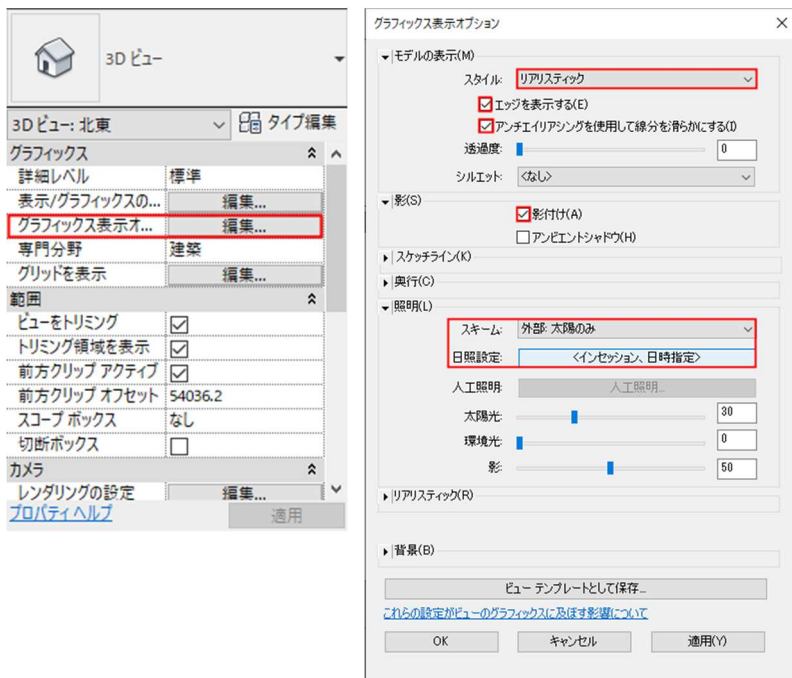 3D ビュー
3D ビュー: 北東
タイプ編集
グラフィックス
詳細レベル 標準
表示/グラフィックスの... 編集...
グラフィックス表示オ... 編集...
専門分野 建築
グリッドを表示 編集...
範囲
ビューをトリミング
トリミング領域を表示
前方クリップ アクティブ
前方クリップ オフセット 54036.2
スコープ ボックス なし
切断ボックス
カメラ
レンダリングの設定 編集...
プロパティ ヘルプ 適用
グラフィックス表示オプション
モデルの表示(M)
スタイル: リアリスティック
エッジを表示する(E)
アンチエイリアシングを使用して線分を滑らかにする(I)
透過度: 0
シルエット: <なし>
影(S)
影付け(A)
アンビエントシャドウ(H)
スケッチライン(K)
奥行(C)
照明(L)
スキーム: 外部: 太陽のみ
日照設定: <インセッション、日時指定>
人工照明: 人工照明...
太陽光: 30
環境光: 0
影: 50
リアリスティック(R)
背景(B)
ビュー テンプレートとして保存...
これらの設定がビューのグラフィックスに及ぼす影響について
OK キャンセル 適用(Y)